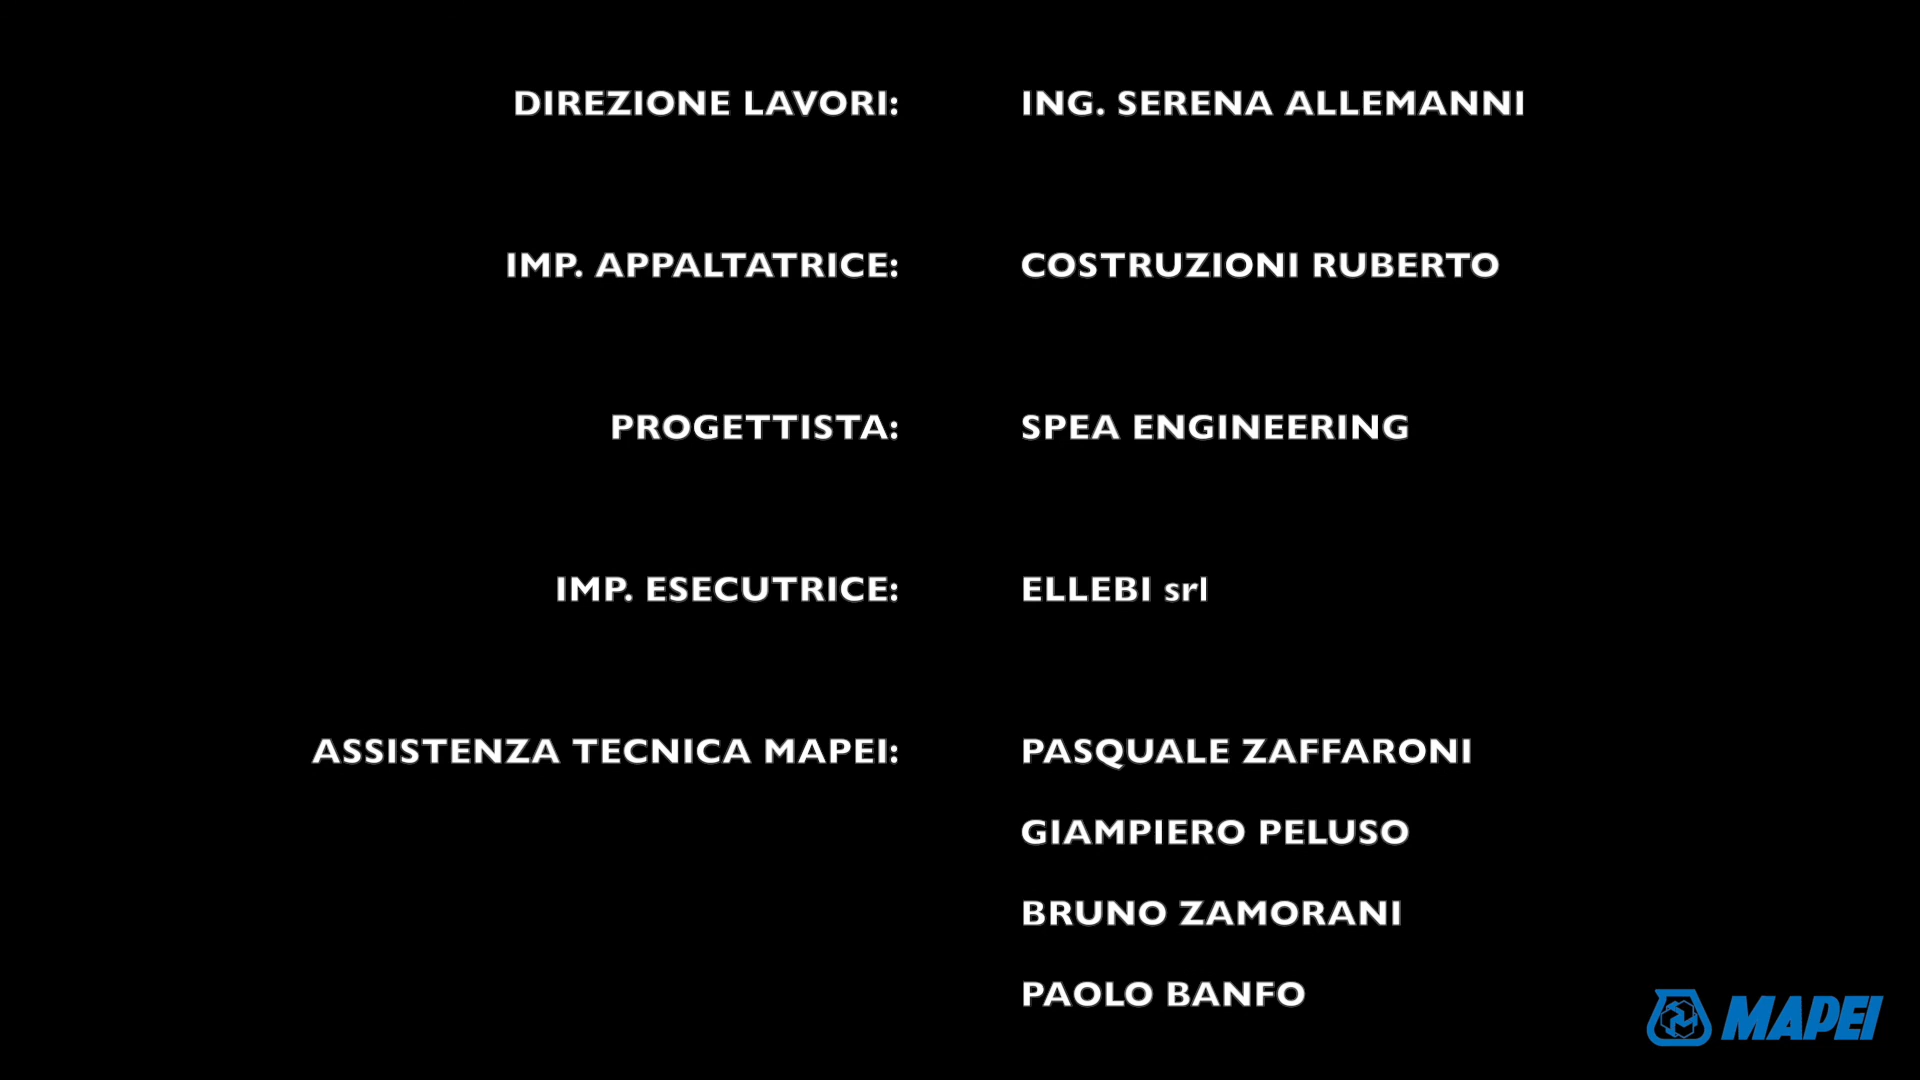 DIREZIONE LAVORI: ING. SERENA ALLEMANNI
IMP. APPALTATRICE: COSTRUZIONI RUBERTO
PROGETTISTA: SPEA ENGINEERING
IMP. ESECUTRICE: ELLEBI srl
ASSISTENZA TECNICA MAPEI: PASQUALE ZAFFARONI
GIAMPIERO PELUSO
BRUNO ZAMORANI
PAOLO BANFO
MAPEI